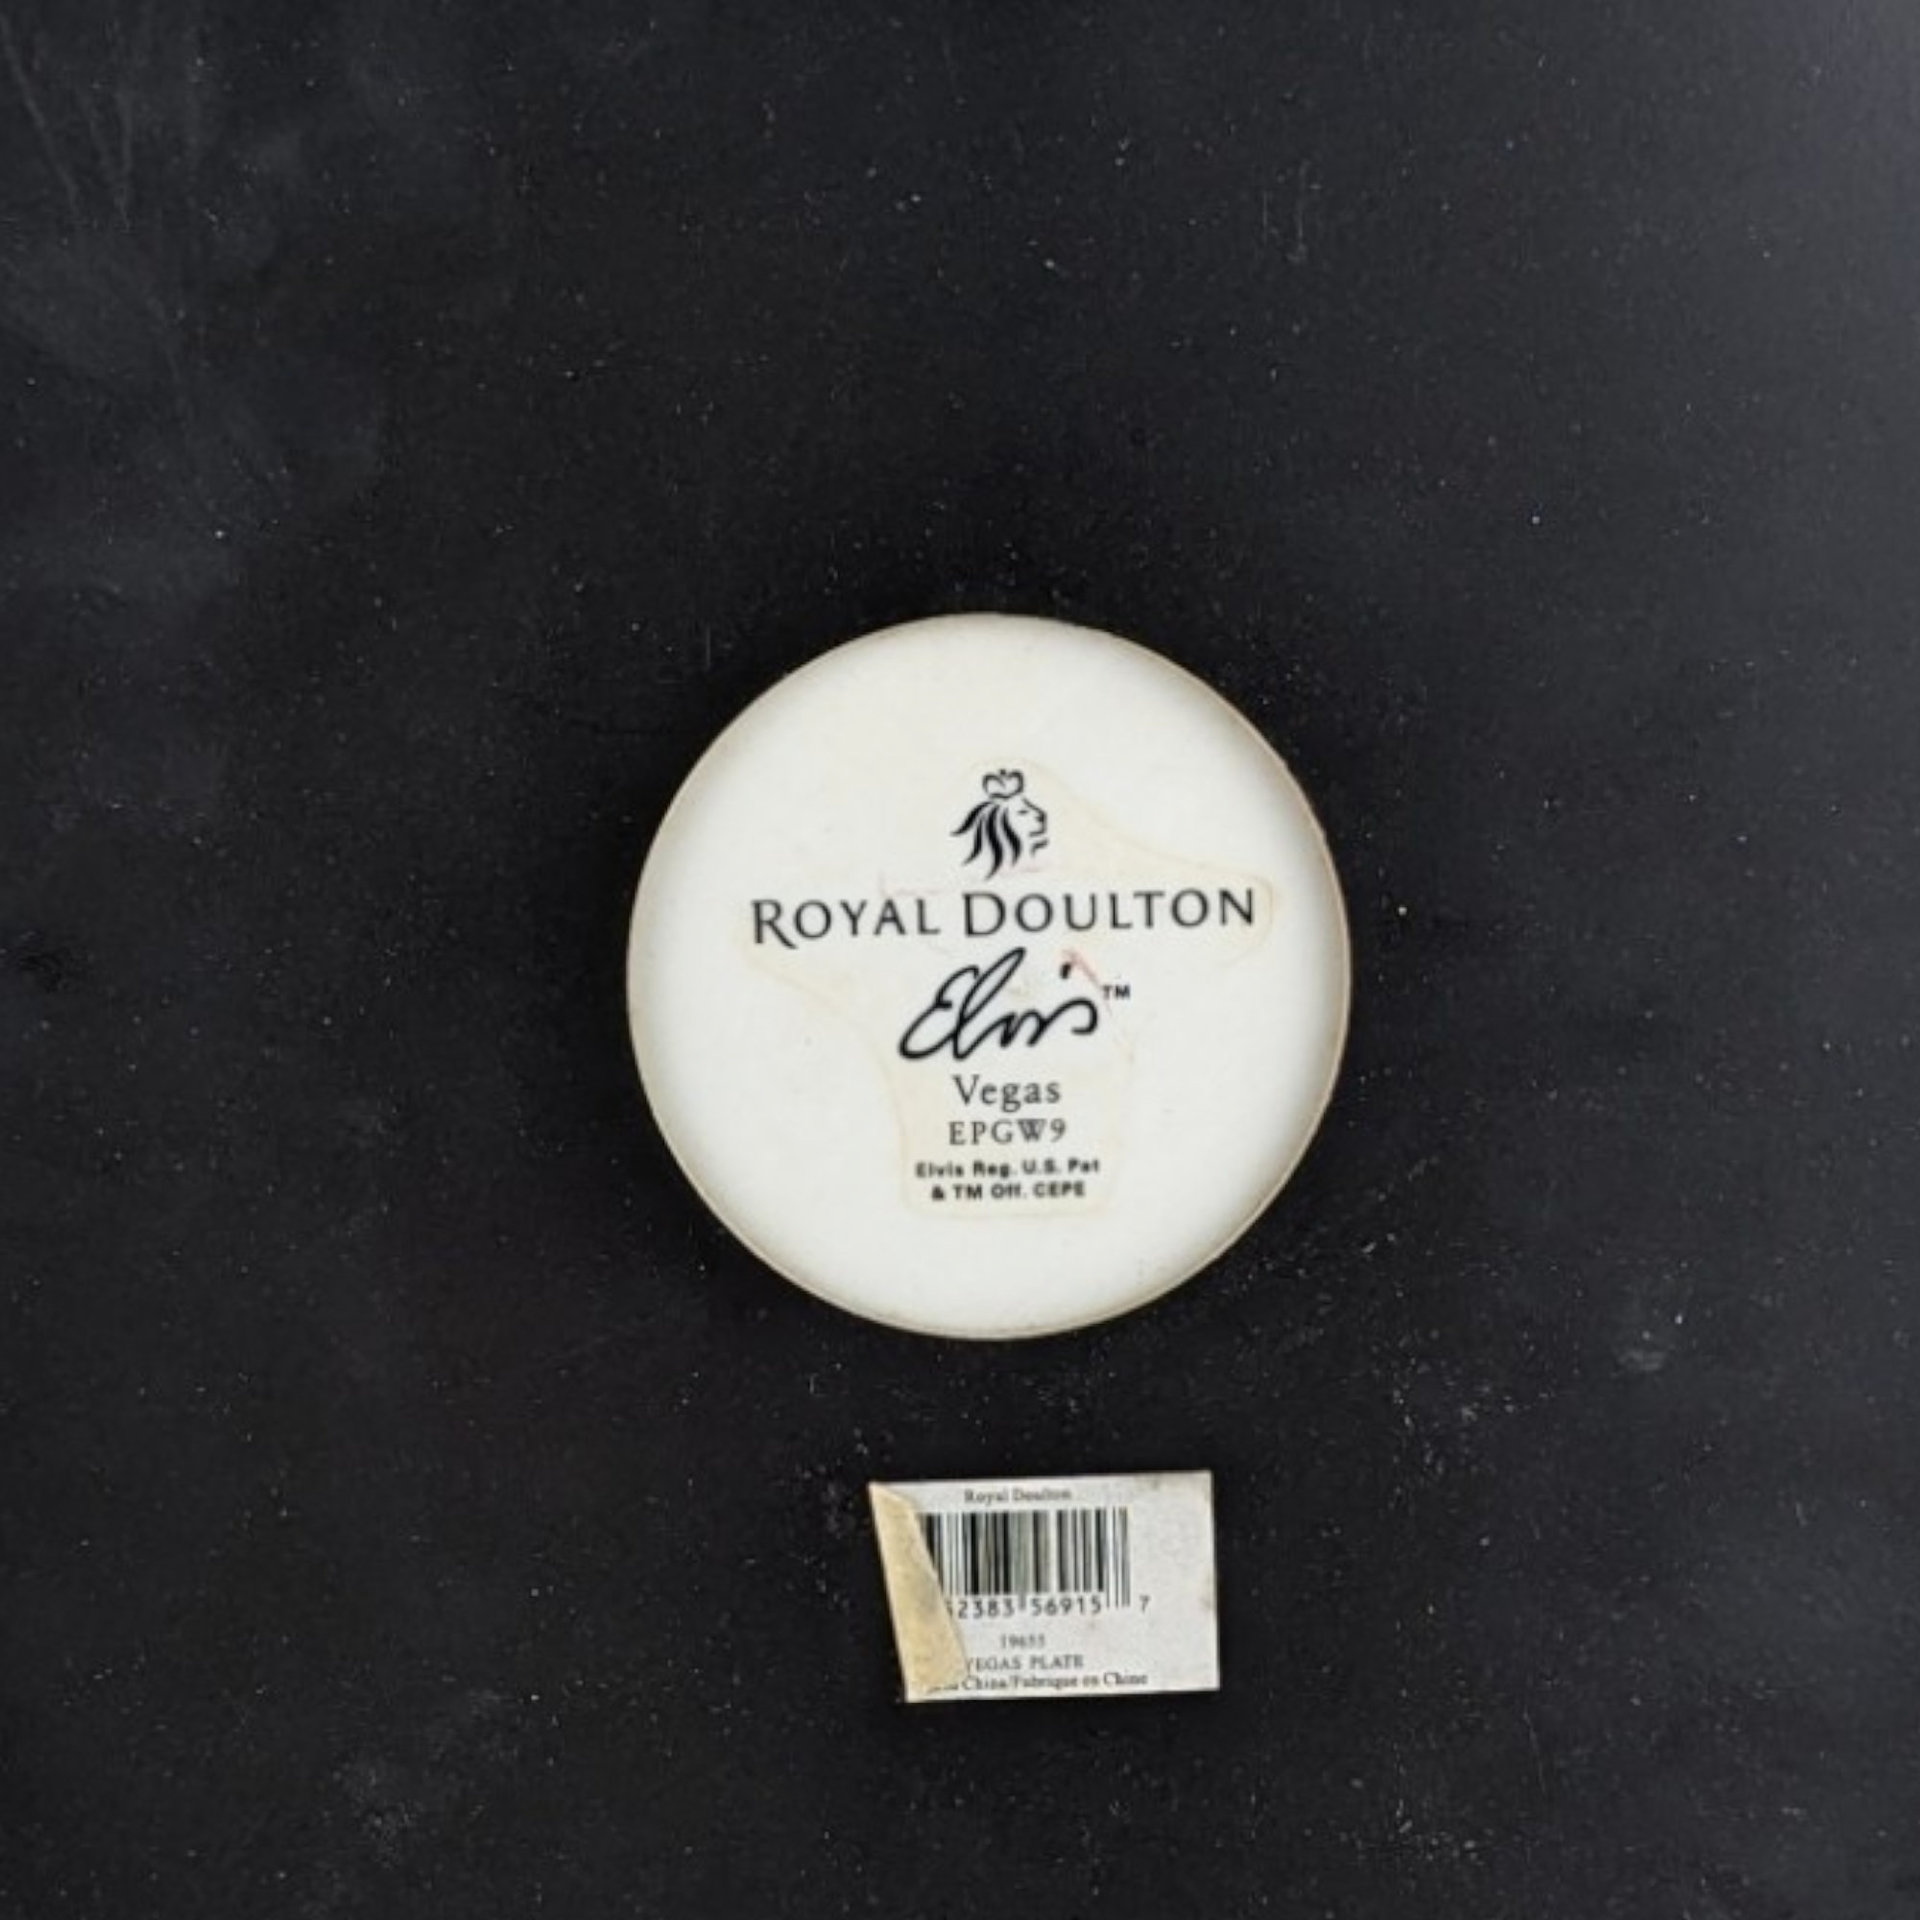 ROYAL DOULTON
Elvis™
Vegas
EPGW9
Elvis Reg. U.S. Pat
& TM Off. CEPE
Royal Doulton
2383 56915 7
19655
VEGAS PLATE
China/Fabrique en Chine